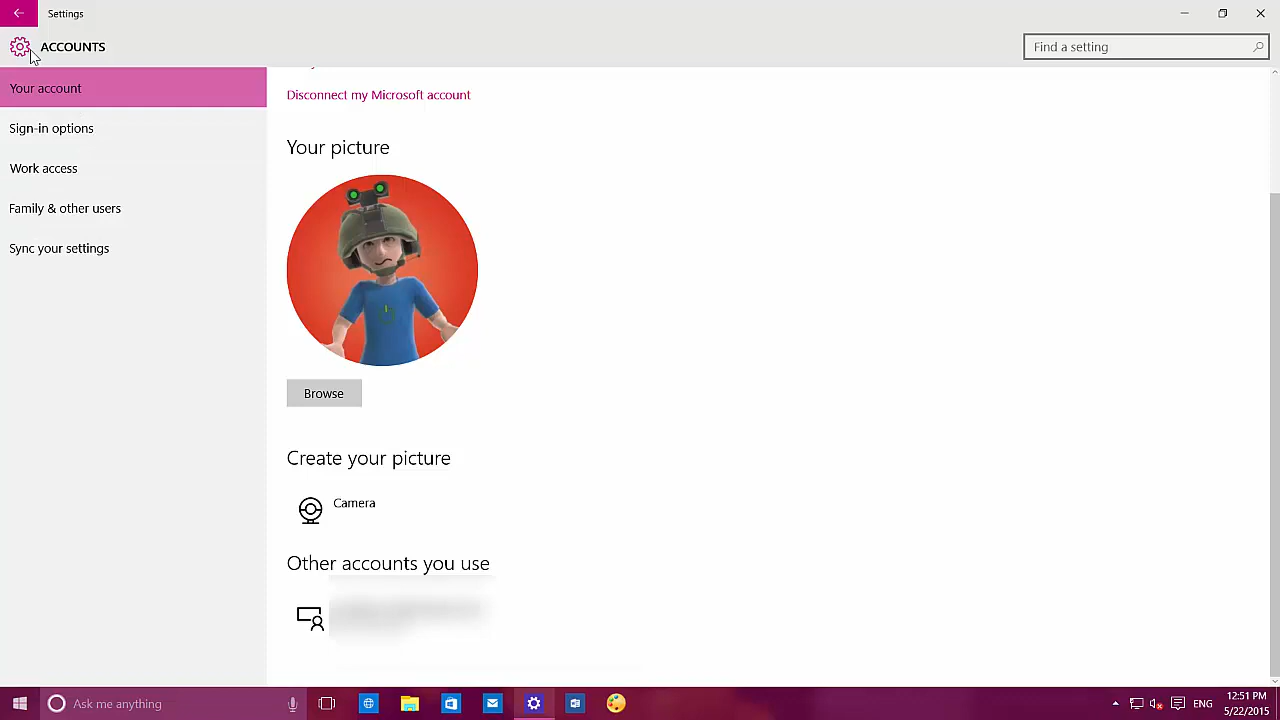 Settings
ACCOUNTS
Find a setting
Your account
Sign-in options
Work access
Family & other users
Sync your settings
Disconnect my Microsoft account
Your picture
Browse
Create your picture
Camera
Other accounts you use
Ask me anything
ENG
12:51 PM
5/22/2015